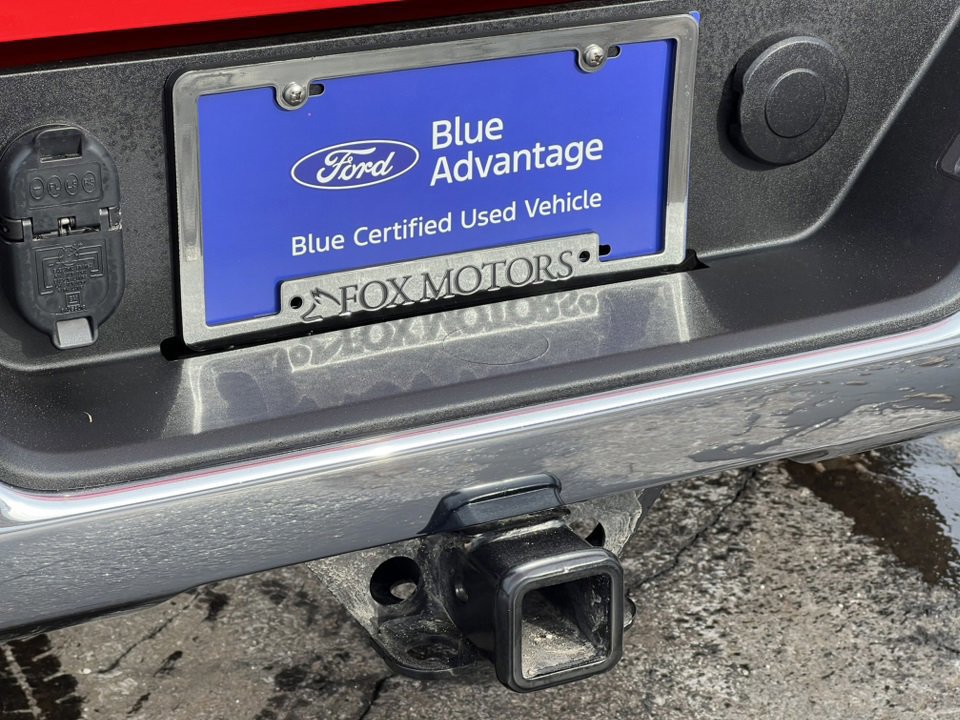 Ford
Blue
Advantage
Blue Certified Used Vehicle
FOX MOTORS